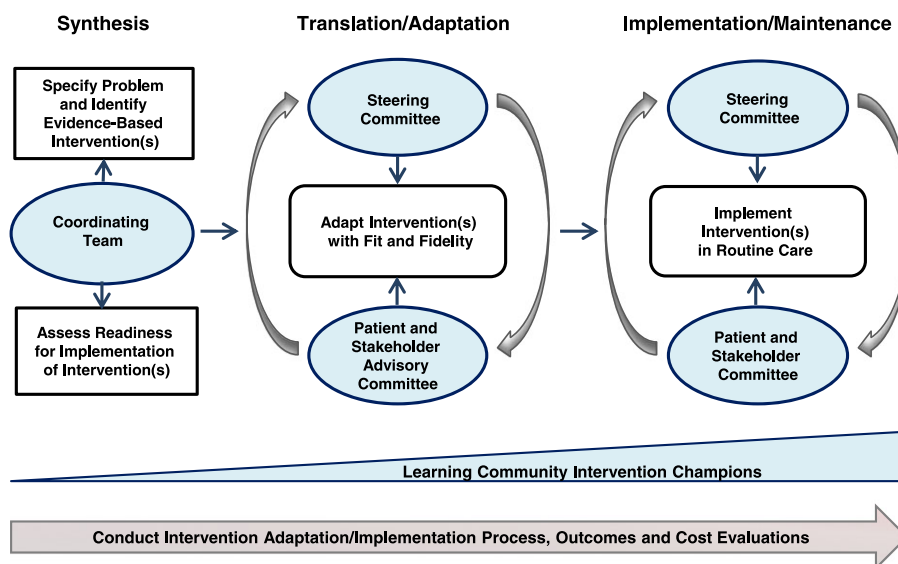 Synthesis
Translation/Adaptation
Implementation/Maintenance
Specify Problem
and Identify
Evidence-Based
Intervention(s)
Coordinating
Team
Assess Readiness
for Implementation
of Intervention(s)
Steering
Committee
Adapt Intervention(s)
with Fit and Fidelity
Patient and
Stakeholder
Advisory
Committee
Steering
Committee
Implement
Intervention(s)
in Routine Care
Patient and
Stakeholder
Committee
Learning Community Intervention Champions
Conduct Intervention Adaptation/Implementation Process, Outcomes and Cost Evaluations